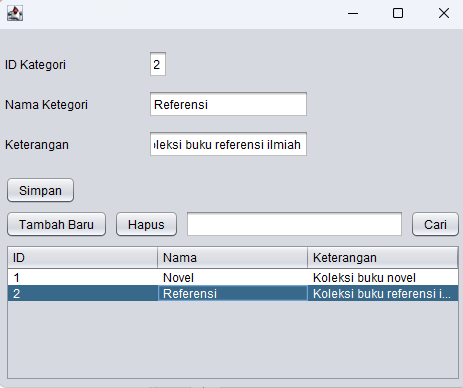 ID Kategori 2
Nama Ketegori Referensi
Keterangan oleksi buku referensi ilmiah
Simpan
Tambah Baru Hapus Cari
ID Nama Keterangan
1 Novel Koleksi buku novel
2 Referensi Koleksi buku referensi i...